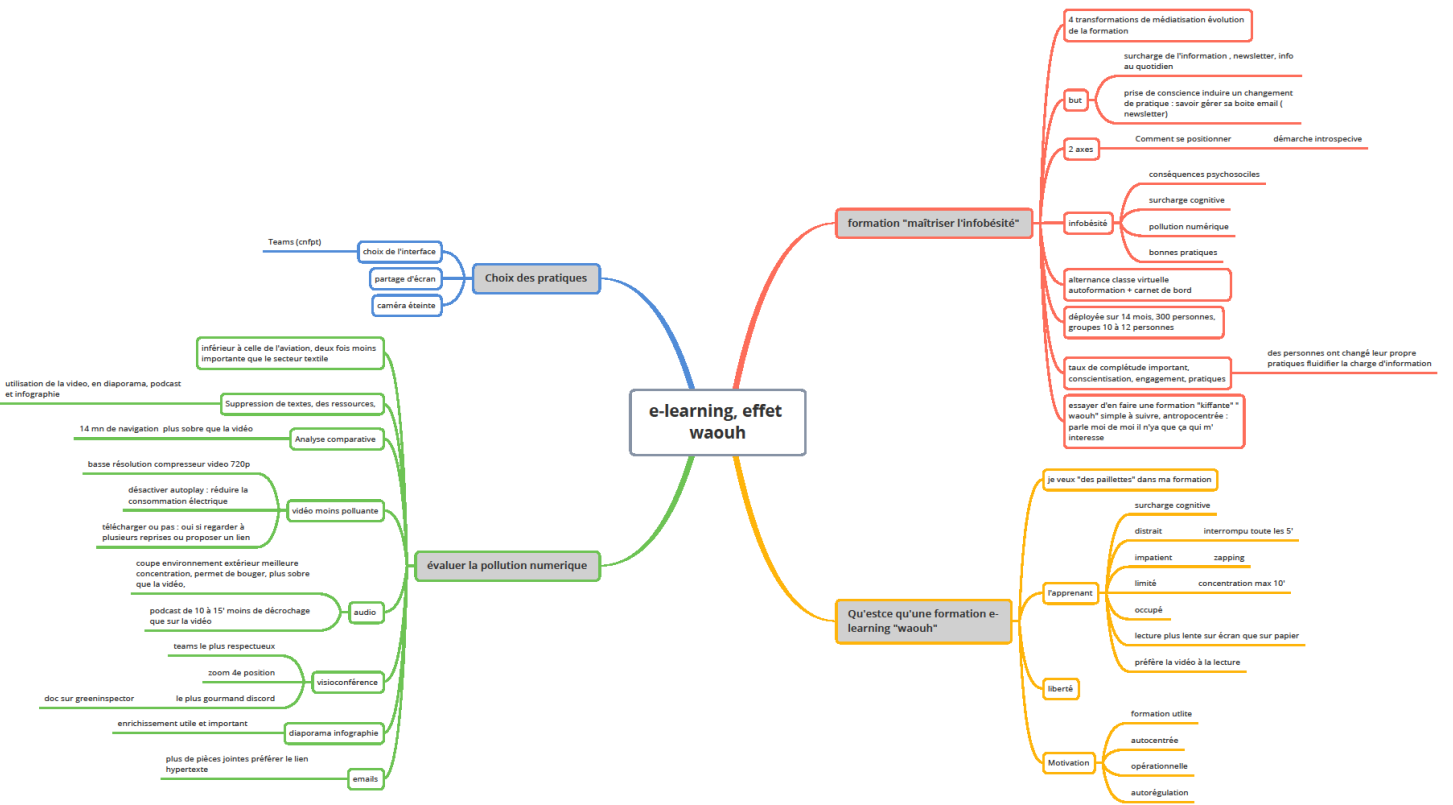 e-learning, effet
waouh
formation "maîtriser l'infobésité"
4 transformations de médiatisation évolution
de la formation
but
surcharge de l'information , newsletter, info
au quotidien
prise de conscience induire un changement
de pratique : savoir gérer sa boite email (
newsletter)
2 axes
Comment se positionner
démarche introspecive
infobésité
conséquences psychosociles
surcharge cognitive
pollution numérique
bonnes pratiques
alternance classe virtuelle
autoformation + carnet de bord
déployée sur 14 mois, 300 personnes,
groupes 10 à 12 personnes
taux de complétude important,
conscientisation, engagement, pratiques
des personnes ont changé leur propre
pratiques fluidifier la charge d'information
essayer d'en faire une formation "kiffante" "
waouh" simple à suivre, antropocentrée :
parle moi de moi il n'ya que ça qui m'
interesse
Qu'estce qu'une formation e-
learning "waouh"
je veux "des paillettes" dans ma formation
l'apprenant
surcharge cognitive
distrait
interrompu toute les 5'
impatient
zapping
limité
concentration max 10'
occupé
lecture plus lente sur écran que sur papier
préfère la vidéo à la lecture
liberté
Motivation
formation utlite
autocentrée
opérationnelle
autorégulation
Choix des pratiques
choix de l'interface
Teams (cnfpt)
partage d'écran
caméra éteinte
évaluer la pollution numerique
inférieur à celle de l'aviation, deux fois moins
importante que le secteur textile
Suppression de textes, des ressources,
utilisation de la video, en diaporama, podcast
et infographie
Analyse comparative
14 mn de navigation plus sobre que la vidéo
vidéo moins polluante
basse résolution compresseur video 720p
désactiver autoplay : réduire la
consommation électrique
télécharger ou pas : oui si regarder à
plusieurs reprises ou proposer un lien
audio
coupe environnement extérieur meilleure
concentration, permet de bouger, plus sobre
que la vidéo,
podcast de 10 à 15' moins de décrochage
que sur la vidéo
visioconférence
teams le plus respectueux
zoom 4e position
le plus gourmand discord
doc sur greeninspector
diaporama infographie
enrichissement utile et important
emails
plus de pièces jointes préférer le lien
hypertexte